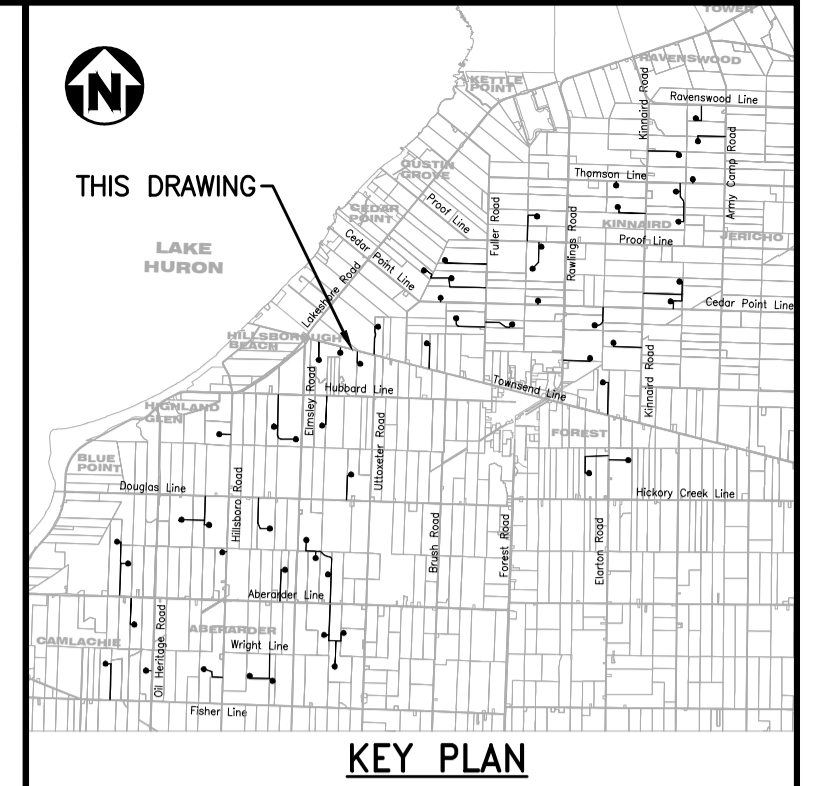 TOWER
N
RAVENSWOOD
KETTLE
POINT
Ravenswood Line
Kinnaird Road
Army Camp Road
THIS DRAWING
GUSTIN
GROVE
Thomson Line
CEDAR
POINT
Proof Line
Fuller Road
Rawlings Road
KINNAIRD
Proof Line
JERICHO
LAKE
HURON
Cedar
Point Line
Lakeshore Road
Cedar Point Line
HILLSBOROUGH
BEACH
Elmsley Road
Hubbard Line
Townsend Line
Kinnaird Road
HIGHLAND
GLEN
Uttoxeter Road
FOREST
BLUE
POINT
Douglas Line
Hillsboro Road
Hickory Creek Line
Brush Road
Forest Road
Elarton Road
Aberarder Line
Oil Heritage Road
CAMLACHIE
ABERARDER
Wright Line
Fisher Line
KEY PLAN